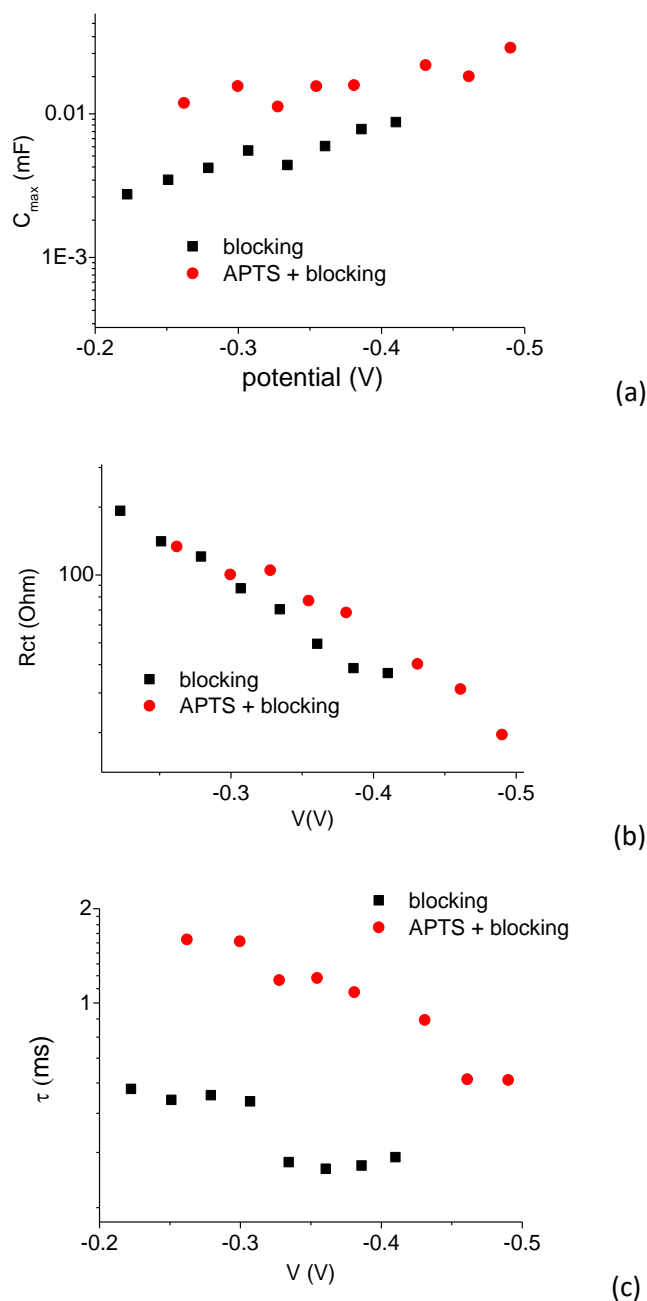 0.01
1E-3
C_max (mF)
blocking
APTS + blocking
-0.2 -0.3 -0.4 -0.5
potential (V)
(a)
100
Rct (Ohm)
blocking
APTS + blocking
-0.3 -0.4 -0.5
V(V)
(b)
blocking
APTS + blocking
2
1
τ (ms)
-0.2 -0.3 -0.4 -0.5
V (V)
(c)